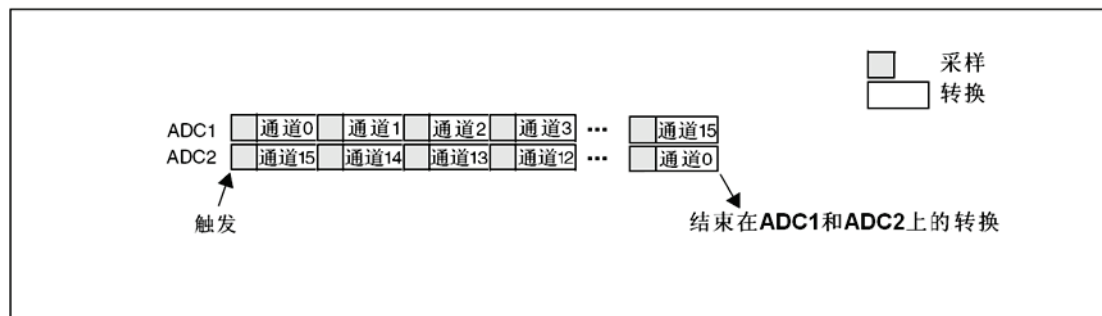 采样
转换
ADC1 通道0 通道1 通道2 通道3 ... 通道15
ADC2 通道15 通道14 通道13 通道12 ... 通道0
触发
结束在ADC1和ADC2上的转换